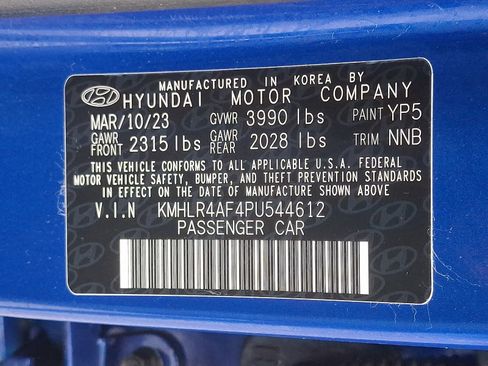 MANUFACTURED IN KOREA BY
HYUNDAI MOTOR COMPANY
MAR/10/23 GVWR 3990 lbs PAINT YP5
GAWR FRONT 2315 lbs GAWR REAR 2028 lbs TRIM NNB
THIS VEHICLE CONFORMS TO ALL U.S.A. FEDERAL
MOTOR VEHICLE SAFETY, BUMPER, AND THEFT PREVENTION STANDARDS
IN EFFECT ON THE DATE OF MANUFACTURE SHOWN ABOVE
V.I.N KMHLR4AF4PU544612
PASSENGER CAR